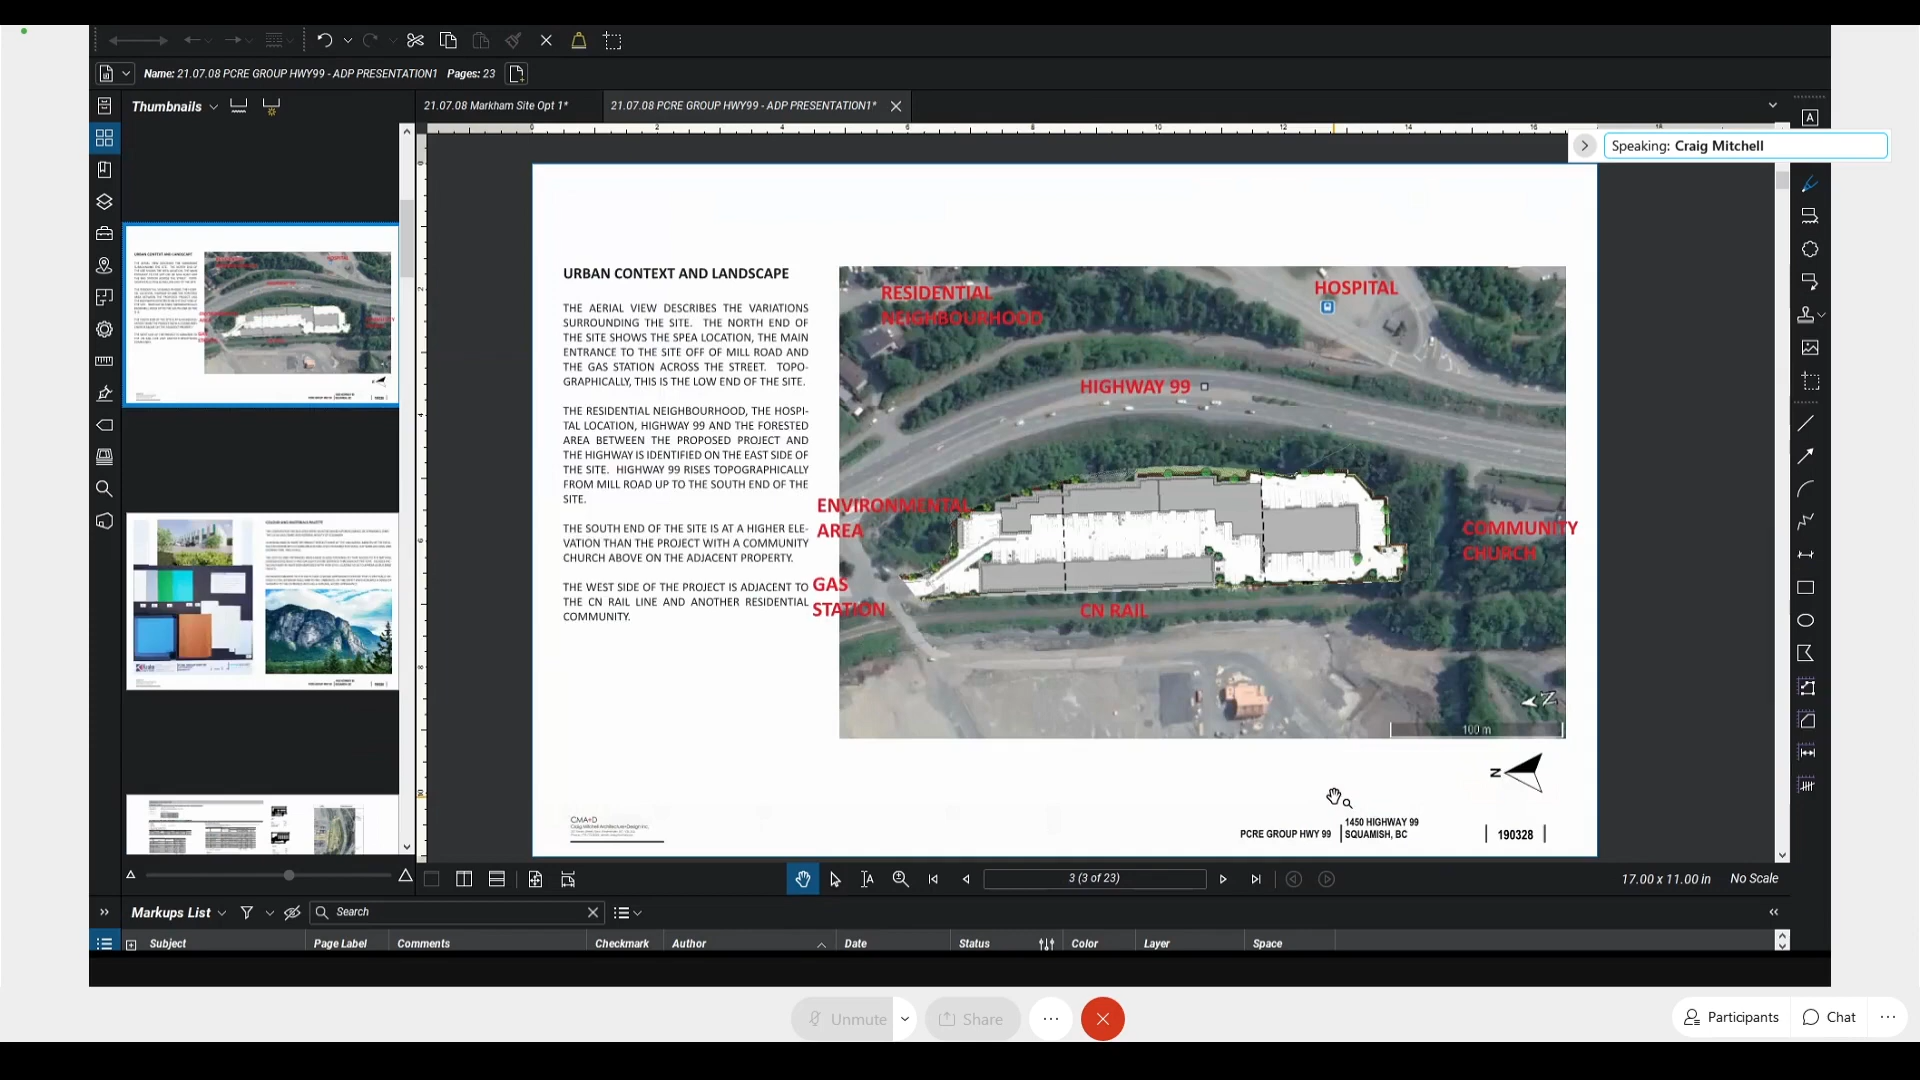 Name: 21.07.08 PCRE GROUP HWY99 - ADP PRESENTATION1 Pages: 23
Thumbnails
21.07.08 Markham Site Opt 1*
21.07.08 PCRE GROUP HWY99 - ADP PRESENTATION1*
Speaking: Craig Mitchell
URBAN CONTEXT AND LANDSCAPE
THE AERIAL VIEW DESCRIBES THE VARIATIONS
SURROUNDING THE SITE. THE NORTH END OF
THE SITE SHOWS THE SPEA LOCATION, THE MAIN
ENTRANCE TO THE SITE OFF OF MILL ROAD AND
THE GAS STATION ACROSS THE STREET. TOPO-
GRAPHICALLY, THIS IS THE LOW END OF THE SITE.
THE RESIDENTIAL NEIGHBOURHOOD, THE HOSPI-
TAL LOCATION, HIGHWAY 99 AND THE FORESTED
AREA BETWEEN THE PROPOSED PROJECT AND
THE HIGHWAY IS IDENTIFIED ON THE EAST SIDE OF
THE SITE. HIGHWAY 99 RISES TOPOGRAPHICALLY
FROM MILL ROAD UP TO THE SOUTH END OF THE
SITE.
THE SOUTH END OF THE SITE IS AT A HIGHER ELE-
VATION THAN THE PROJECT WITH A COMMUNITY
CHURCH ABOVE ON THE ADJACENT PROPERTY.
THE WEST SIDE OF THE PROJECT IS ADJACENT TO
THE CN RAIL LINE AND ANOTHER RESIDENTIAL
COMMUNITY.
RESIDENTIAL
NEIGHBOURHOOD
HOSPITAL
HIGHWAY 99
ENVIRONMENTAL
AREA
COMMUNITY
CHURCH
GAS
STATION
CN RAIL
N
100 m
N
CMA+D
Craig Mitchell Architecture+Design Inc.
PCRE GROUP HWY 99
1450 HIGHWAY 99
SQUAMISH, BC
190328
3 (3 of 23)
17.00 x 11.00 in
No Scale
Markups List
Search
Subject
Page Label
Comments
Checkmark
Author
Date
Status
Color
Layer
Space
Unmute
Share
Participants
Chat